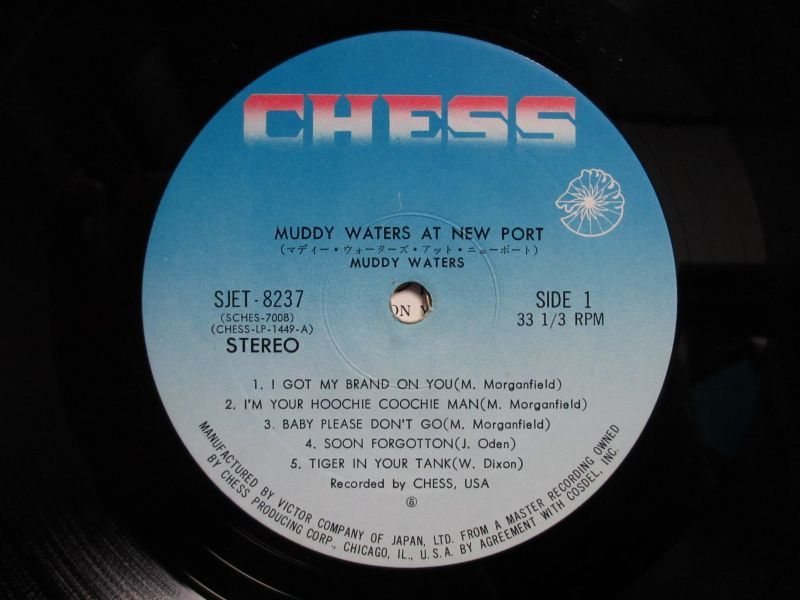 CHESS
MUDDY WATERS AT NEW PORT
(マディー・ウォーターズ・アット・ニューポート)
MUDDY WATERS
SJET-8237
(SCHES-7008)
(CHESS-LP-1449-A)
STEREO
ON
SIDE 1
33 1/3 RPM
1. I GOT MY BRAND ON YOU(M. Morganfield)
2. I'M YOUR HOOCHIE COOCHIE MAN(M. Morganfield)
3. BABY PLEASE DON'T GO(M. Morganfield)
4. SOON FORGOTTON(J. Oden)
5. TIGER IN YOUR TANK(W. Dixon)
Recorded by CHESS, USA
MANUFACTURED BY VICTOR COMPANY OF JAPAN, LTD. FROM A MASTER RECORDING OWNED
BY CHESS PRODUCING CORP., CHICAGO, IL., U.S.A. BY AGREEMENT WITH COSDEL, INC.